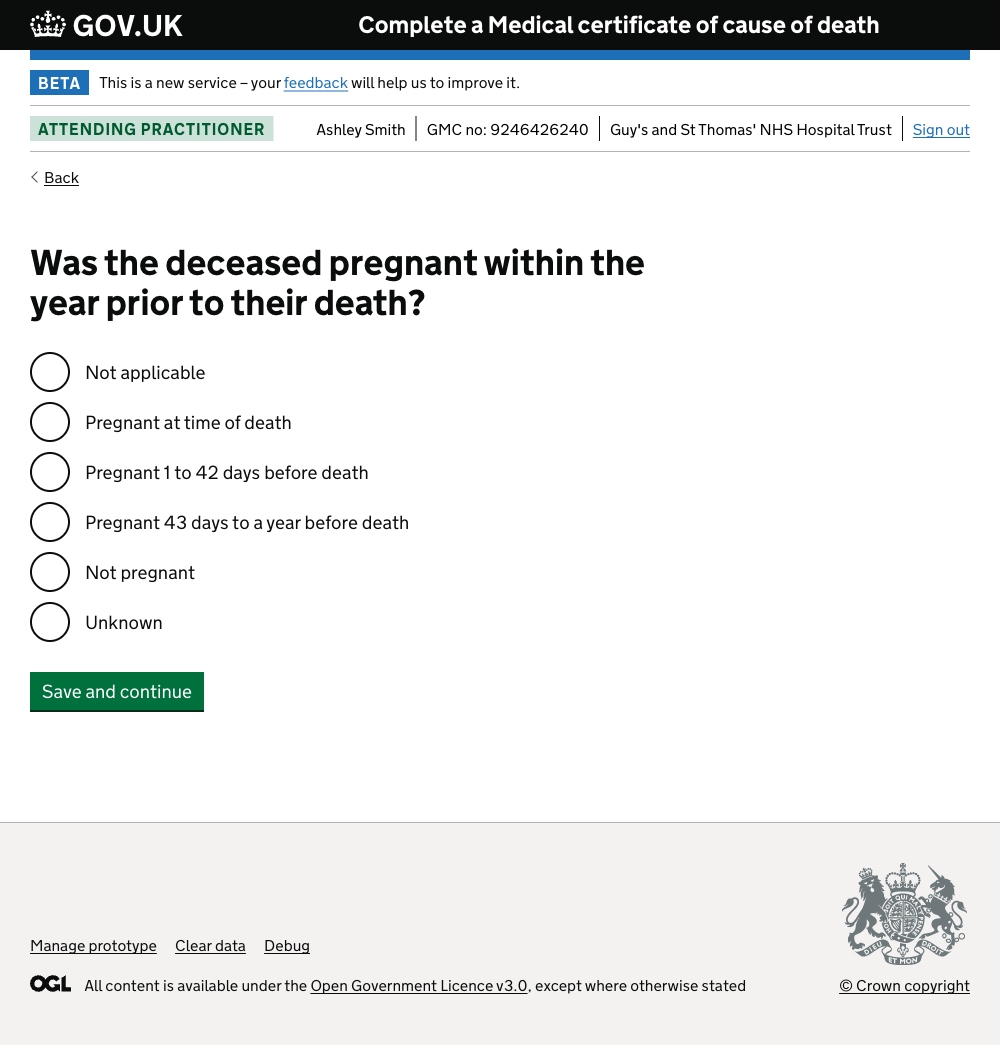 GOV.UK
Complete a Medical certificate of cause of death
BETA This is a new service – your feedback will help us to improve it.
ATTENDING PRACTITIONER Ashley Smith GMC no: 9246426240 Guy's and St Thomas' NHS Hospital Trust Sign out
Back
Was the deceased pregnant within the
year prior to their death?
Not applicable
Pregnant at time of death
Pregnant 1 to 42 days before death
Pregnant 43 days to a year before death
Not pregnant
Unknown
Save and continue
Manage prototype Clear data Debug
OGL All content is available under the Open Government Licence v3.0, except where otherwise stated
DIEU ET MON DROIT
© Crown copyright